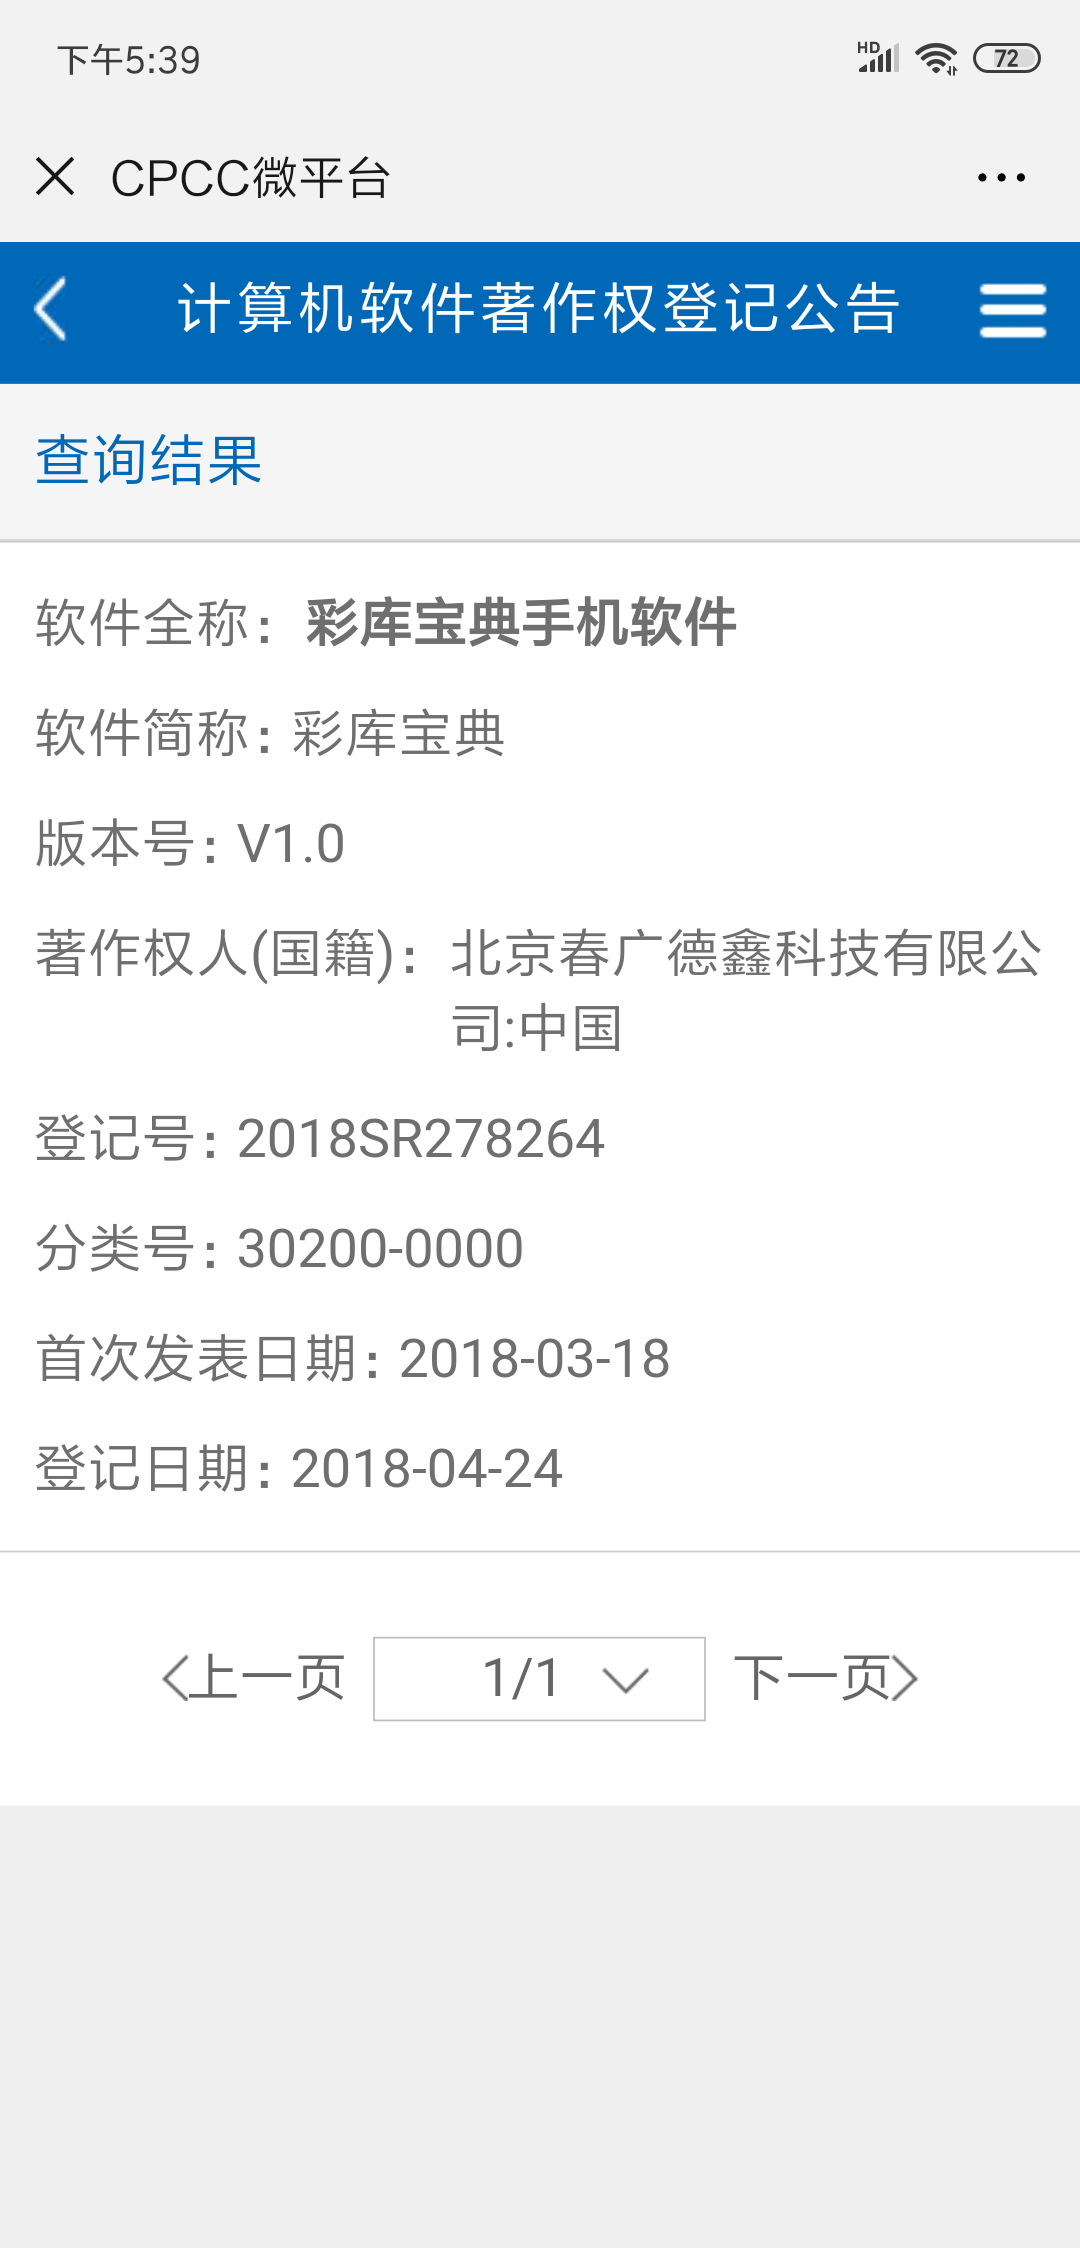 下午5:39
HD
72
CPCC微平台
计算机软件著作权登记公告
查询结果
软件全称：彩库宝典手机软件
软件简称：彩库宝典
版本号：V1.0
著作权人(国籍)：北京春广德鑫科技有限公
司:中国
登记号：2018SR278264
分类号：30200-0000
首次发表日期：2018-03-18
登记日期：2018-04-24
上一页 1/1 下一页